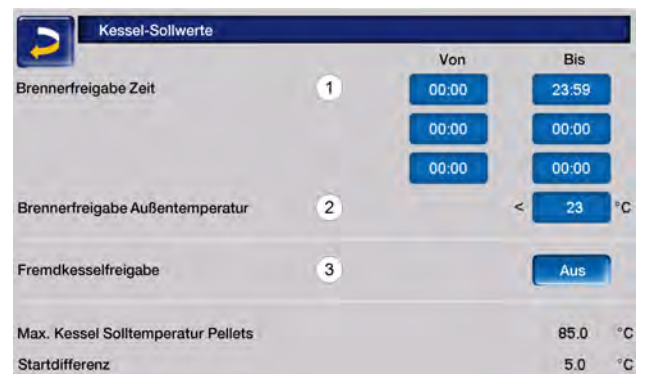 Kessel-Sollwerte
Von Bis
Brennerfreigabe Zeit 1 00:00 23:59
00:00 00:00
00:00 00:00
Brennerfreigabe Außentemperatur 2 < 23 °C
Fremdkesselfreigabe 3 Aus
Max. Kessel Solltemperatur Pellets 85.0 °C
Startdifferenz 5.0 °C